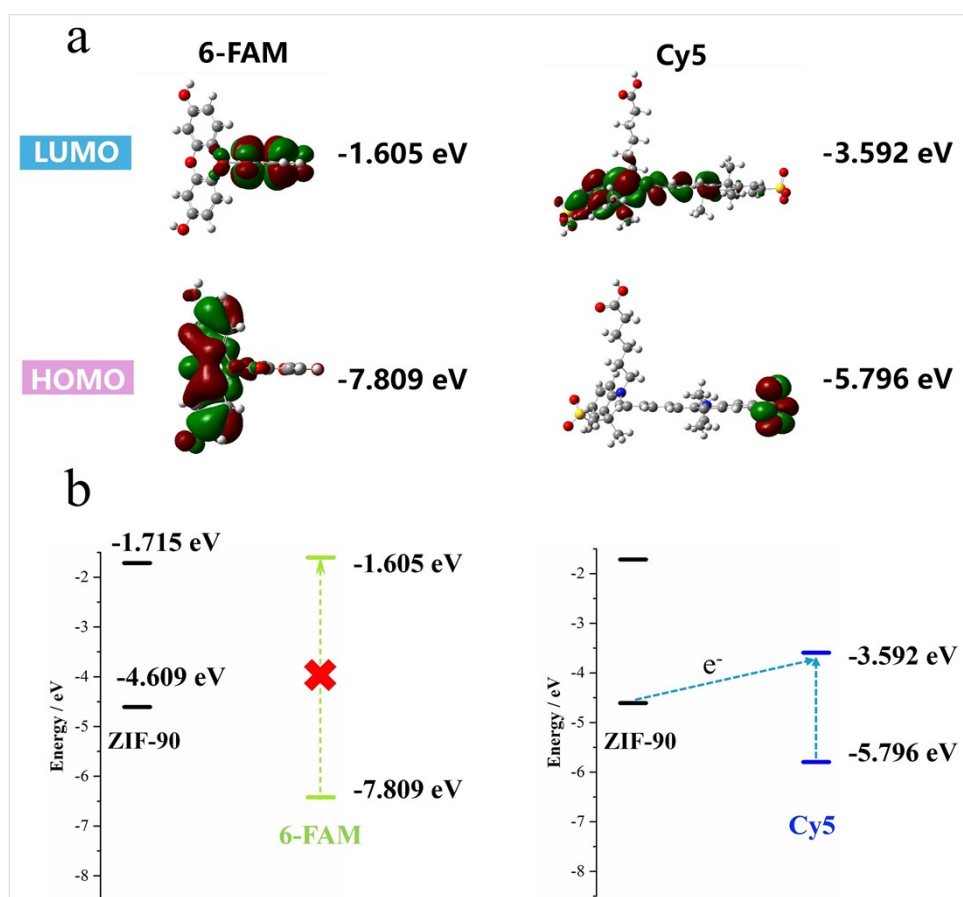 a
6-FAM
Cy5
LUMO
-1.605 eV
-3.592 eV
HOMO
-7.809 eV
-5.796 eV
b
-1.715 eV
-4.609 eV
ZIF-90
-1.605 eV
-7.809 eV
6-FAM
Energy / eV
-2
-3
-4
-5
-6
-7
-8
e-
ZIF-90
-3.592 eV
-5.796 eV
Cy5
Energy / eV
-2
-3
-4
-5
-6
-7
-8